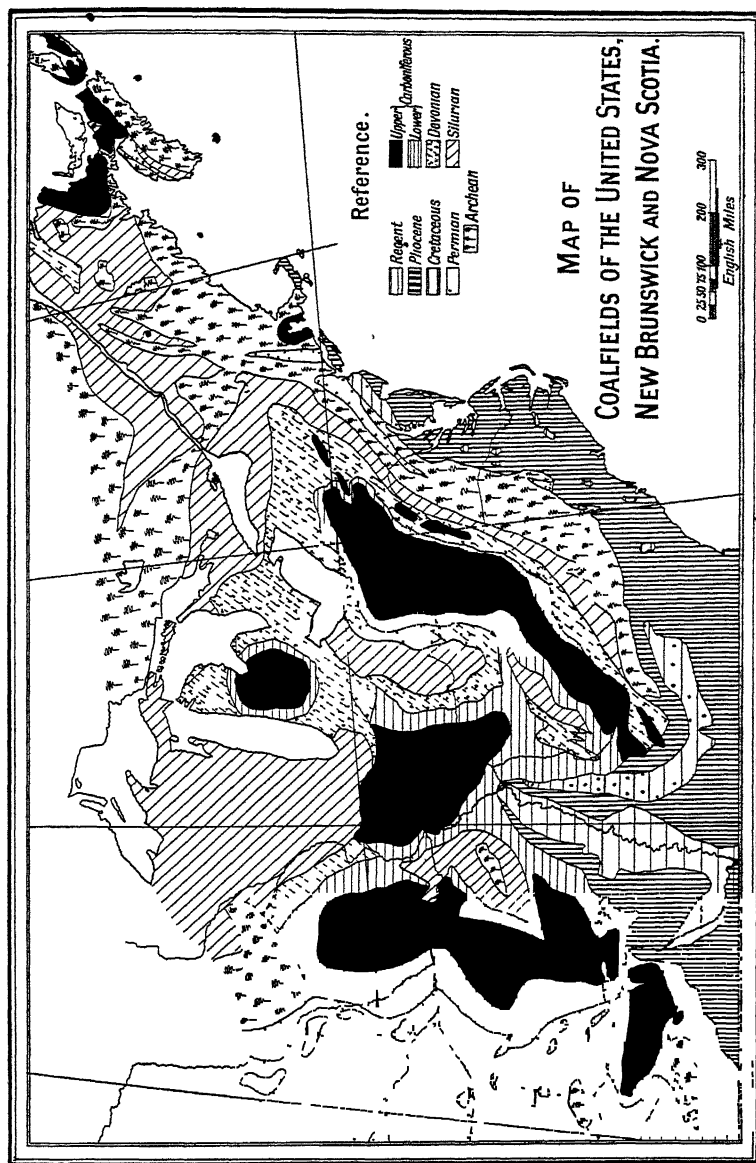 Reference.
Recent
Pliocene
Cretaceous
Permian
Archean
Upper
Lower
Carboniferous
Devonian
Silurian
MAP OF
COALFIELDS OF THE UNITED STATES,
NEW BRUNSWICK AND NOVA SCOTIA.
0 25 50 75 100 200 300
English Miles